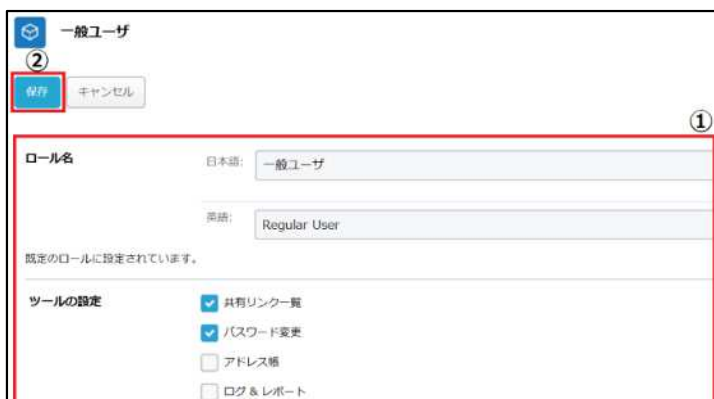 一般ユーザ
②
保存 キャンセル
①
ロール名 日本語: 一般ユーザ
英語: Regular User
既定のロールに設定されています。
ツールの設定 共有リンク一覧
パスワード変更
アドレス帳
ログ & レポート